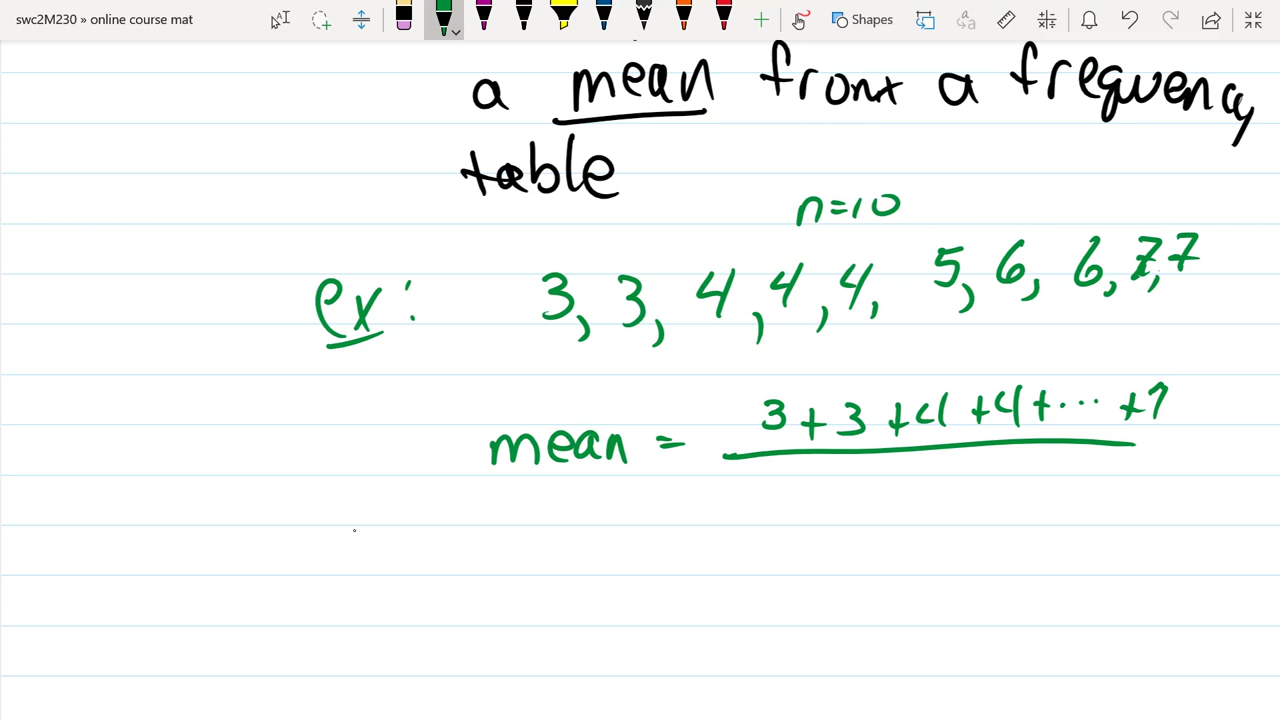 swc2M230 » online course mat
Shapes
a mean from a frequency
table
n=10
ex: 3, 3, 4, 4, 4, 5, 6, 6, 7, 7
3 + 3 + 4 + 4 + ... + 7
mean =